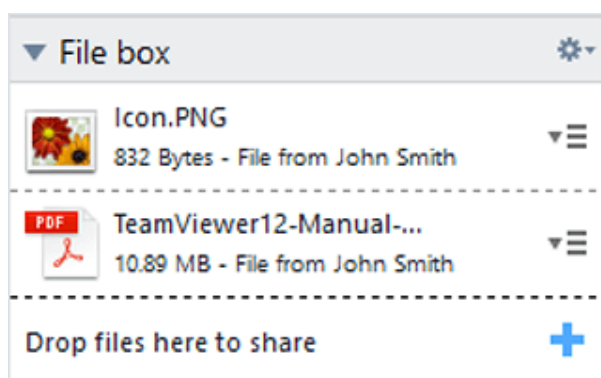 File box
Icon.PNG
832 Bytes - File from John Smith
PDF
TeamViewer12-Manual-...
10.89 MB - File from John Smith
Drop files here to share